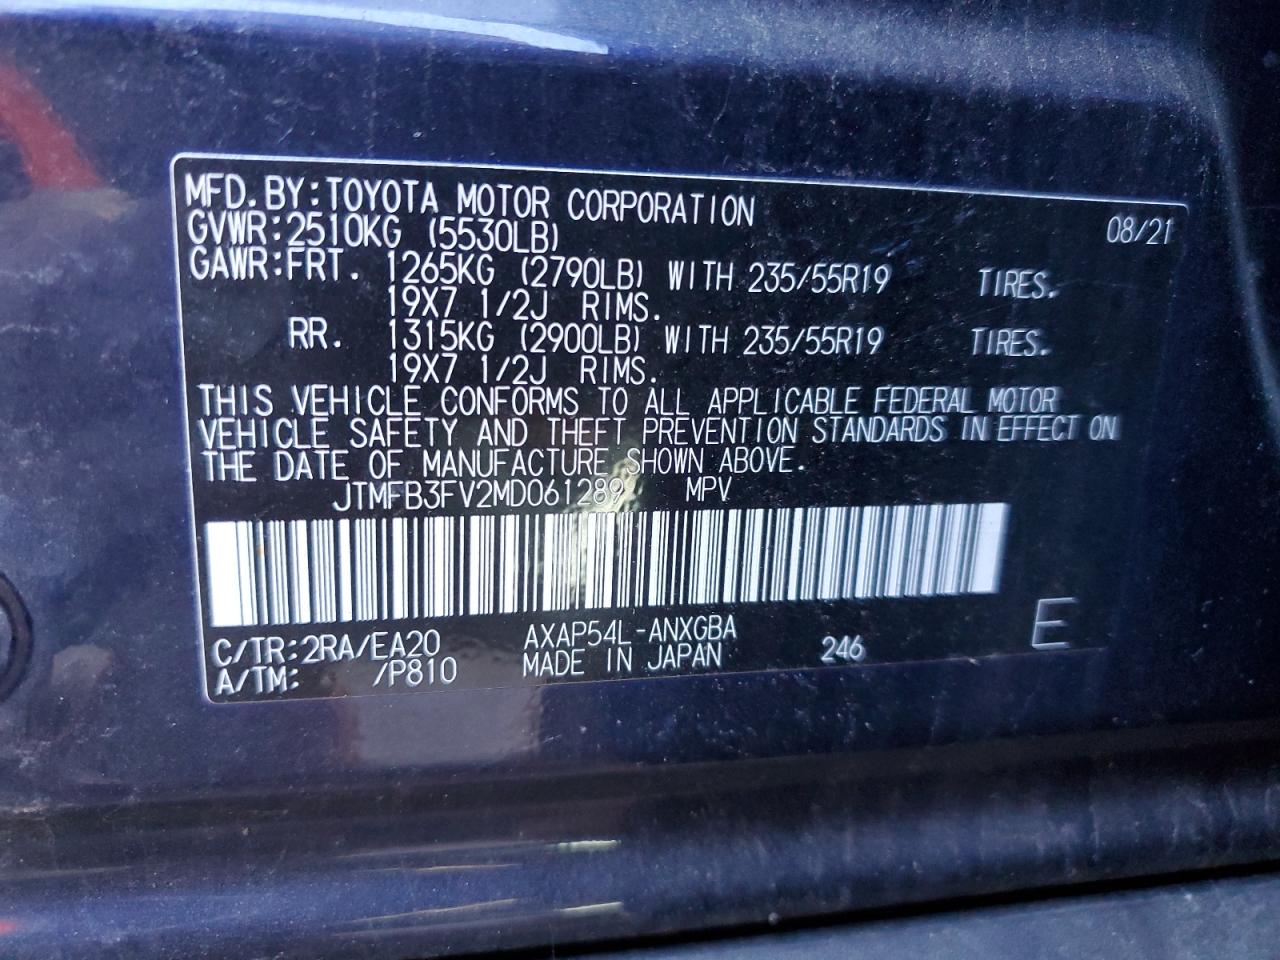 MFD.BY:TOYOTA MOTOR CORPORATION 08/21
GVWR:2510KG (5530LB)
GAWR:FRT. 1265KG (2790LB) WITH 235/55R19 TIRES.
19X7 1/2J RIMS.
RR. 1315KG (2900LB) WITH 235/55R19 TIRES.
19X7 1/2J RIMS.
THIS VEHICLE CONFORMS TO ALL APPLICABLE FEDERAL MOTOR
VEHICLE SAFETY AND THEFT PREVENTION STANDARDS IN EFFECT ON
THE DATE OF MANUFACTURE SHOWN ABOVE.
JTMFB3FV2MD061289 MPV
C/TR:2RA/EA20 AXAP54L-ANXGBA 246 E
A/TM: /P810 MADE IN JAPAN